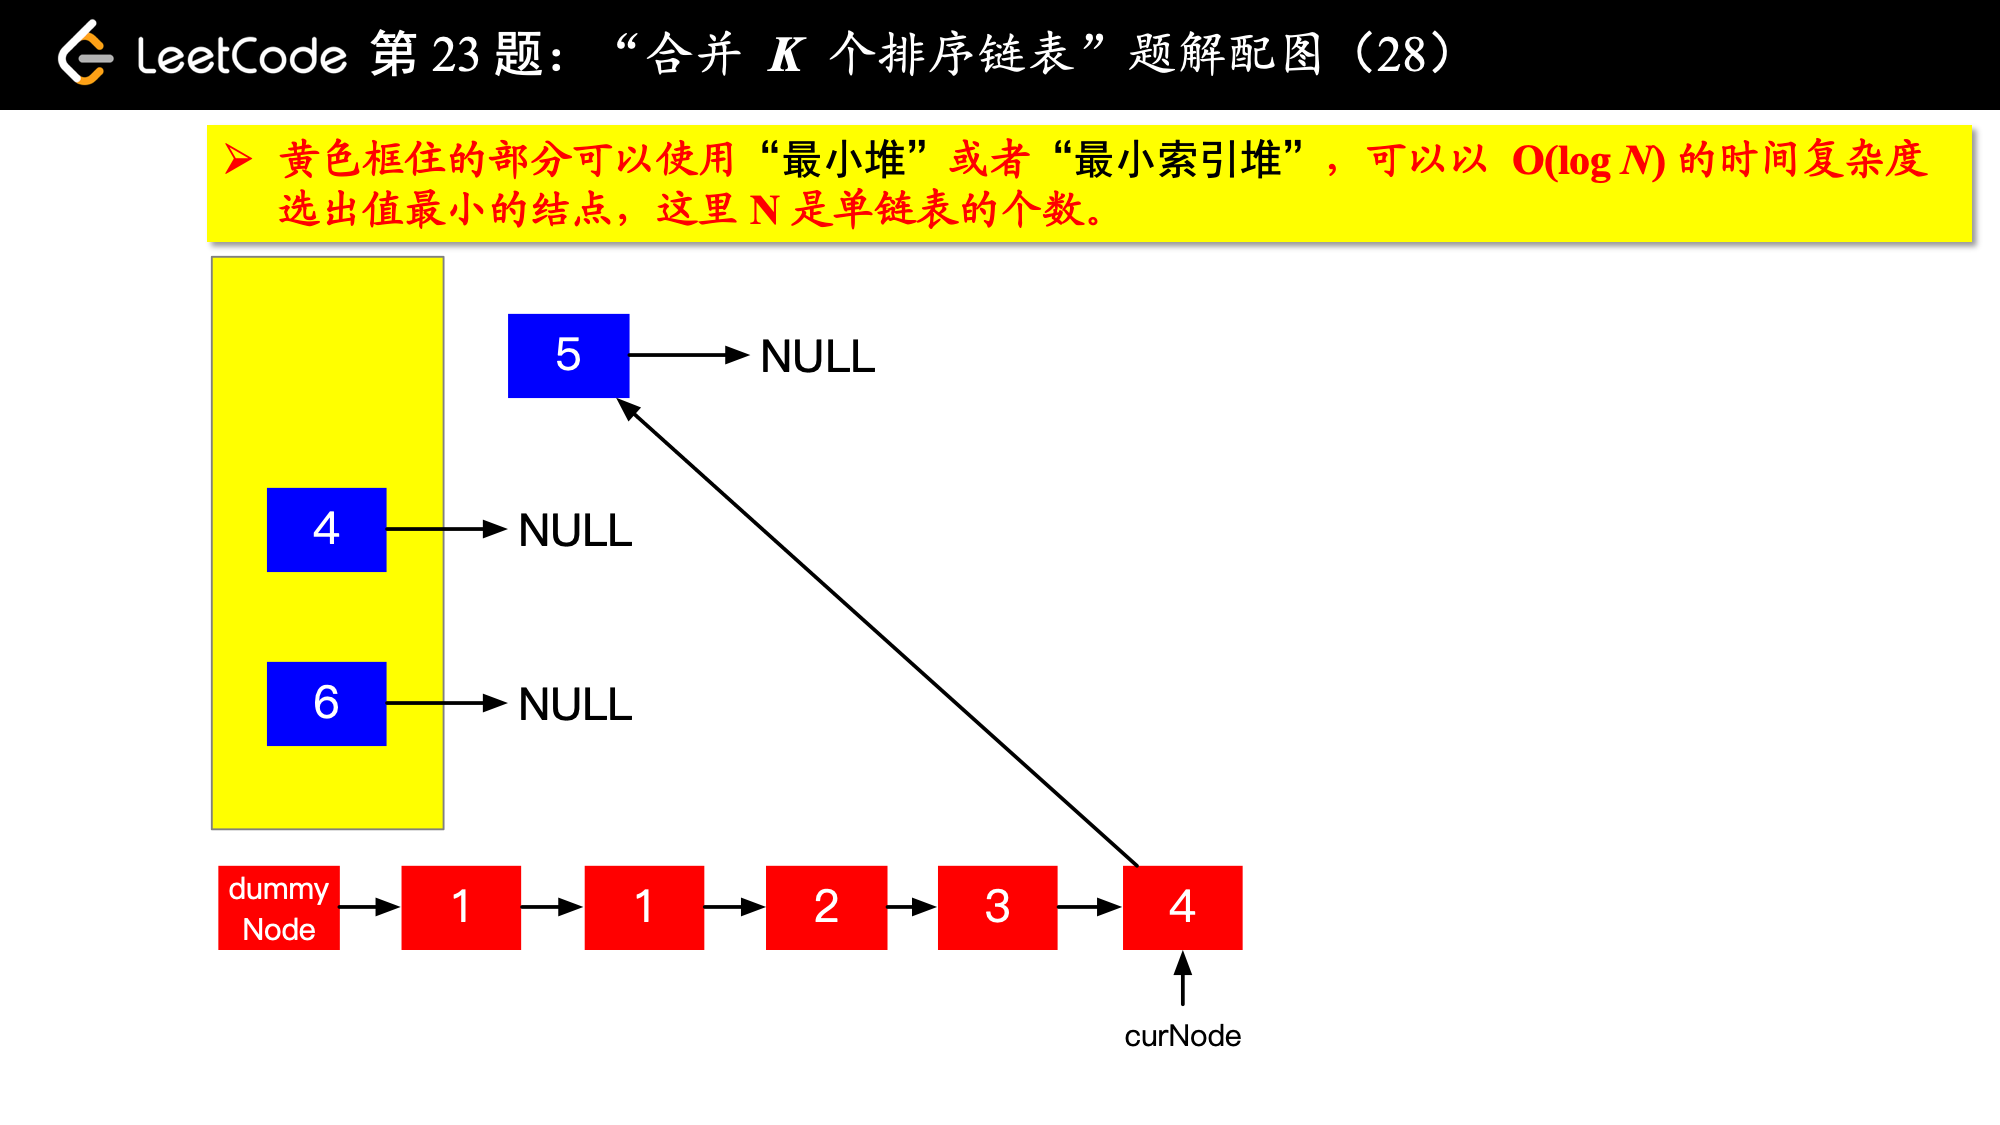 LeetCode 第 23 题：“合并 K 个排序链表”题解配图（28）
➢ 黄色框住的部分可以使用“最小堆”或者“最小索引堆”，可以以 O(log N) 的时间复杂度
选出值最小的结点，这里 N 是单链表的个数。
5 NULL
4 NULL
6 NULL
dummy
Node
1 1 2 3 4
curNode